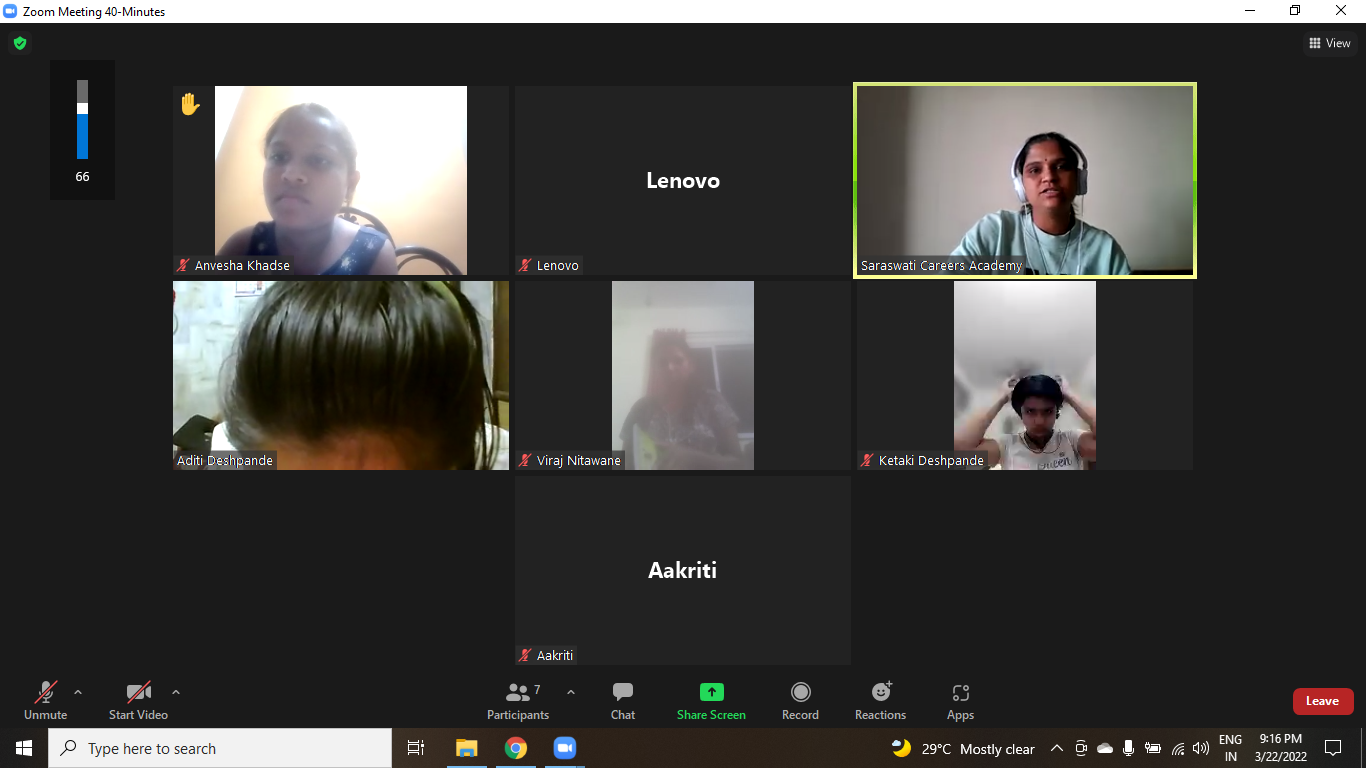 Zoom Meeting 40-Minutes
View
66
Anvesha Khadse
Lenovo
Lenovo
Saraswati Careers Academy
Aditi Deshpande
Viraj Nitawane
Queen
Ketaki Deshpande
Aakriti
Aakriti
Unmute
Start Video
7
Participants
Chat
Share Screen
Record
Reactions
Apps
Leave
Type here to search
29°C Mostly clear
ENG
IN
9:16 PM
3/22/2022